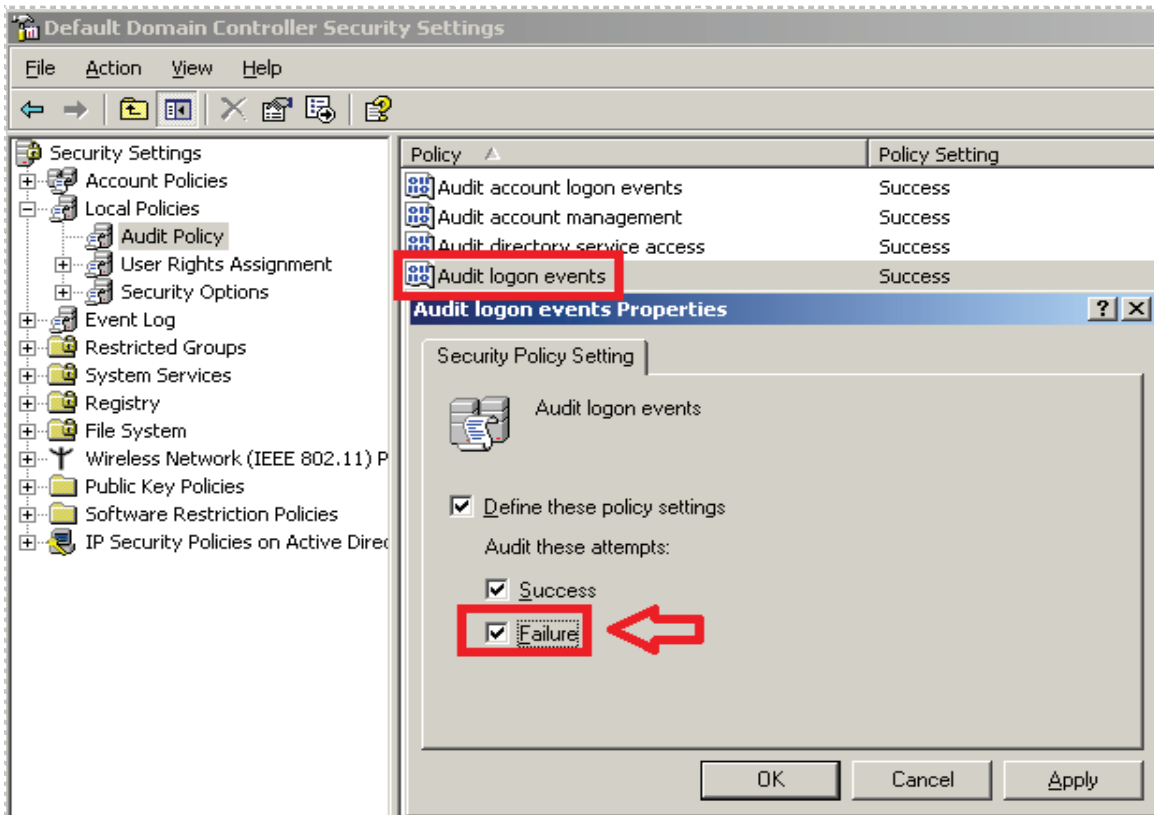 Default Domain Controller Security Settings
File Action View Help
Security Settings
Account Policies
Local Policies
Audit Policy
User Rights Assignment
Security Options
Event Log
Restricted Groups
System Services
Registry
File System
Wireless Network (IEEE 802.11) P
Public Key Policies
Software Restriction Policies
IP Security Policies on Active Direc
Policy Policy Setting
Audit account logon events Success
Audit account management Success
Audit directory service access Success
Audit logon events Success
Audit logon events Properties
Security Policy Setting
Audit logon events
Define these policy settings
Audit these attempts:
Success
Failure
OK Cancel Apply